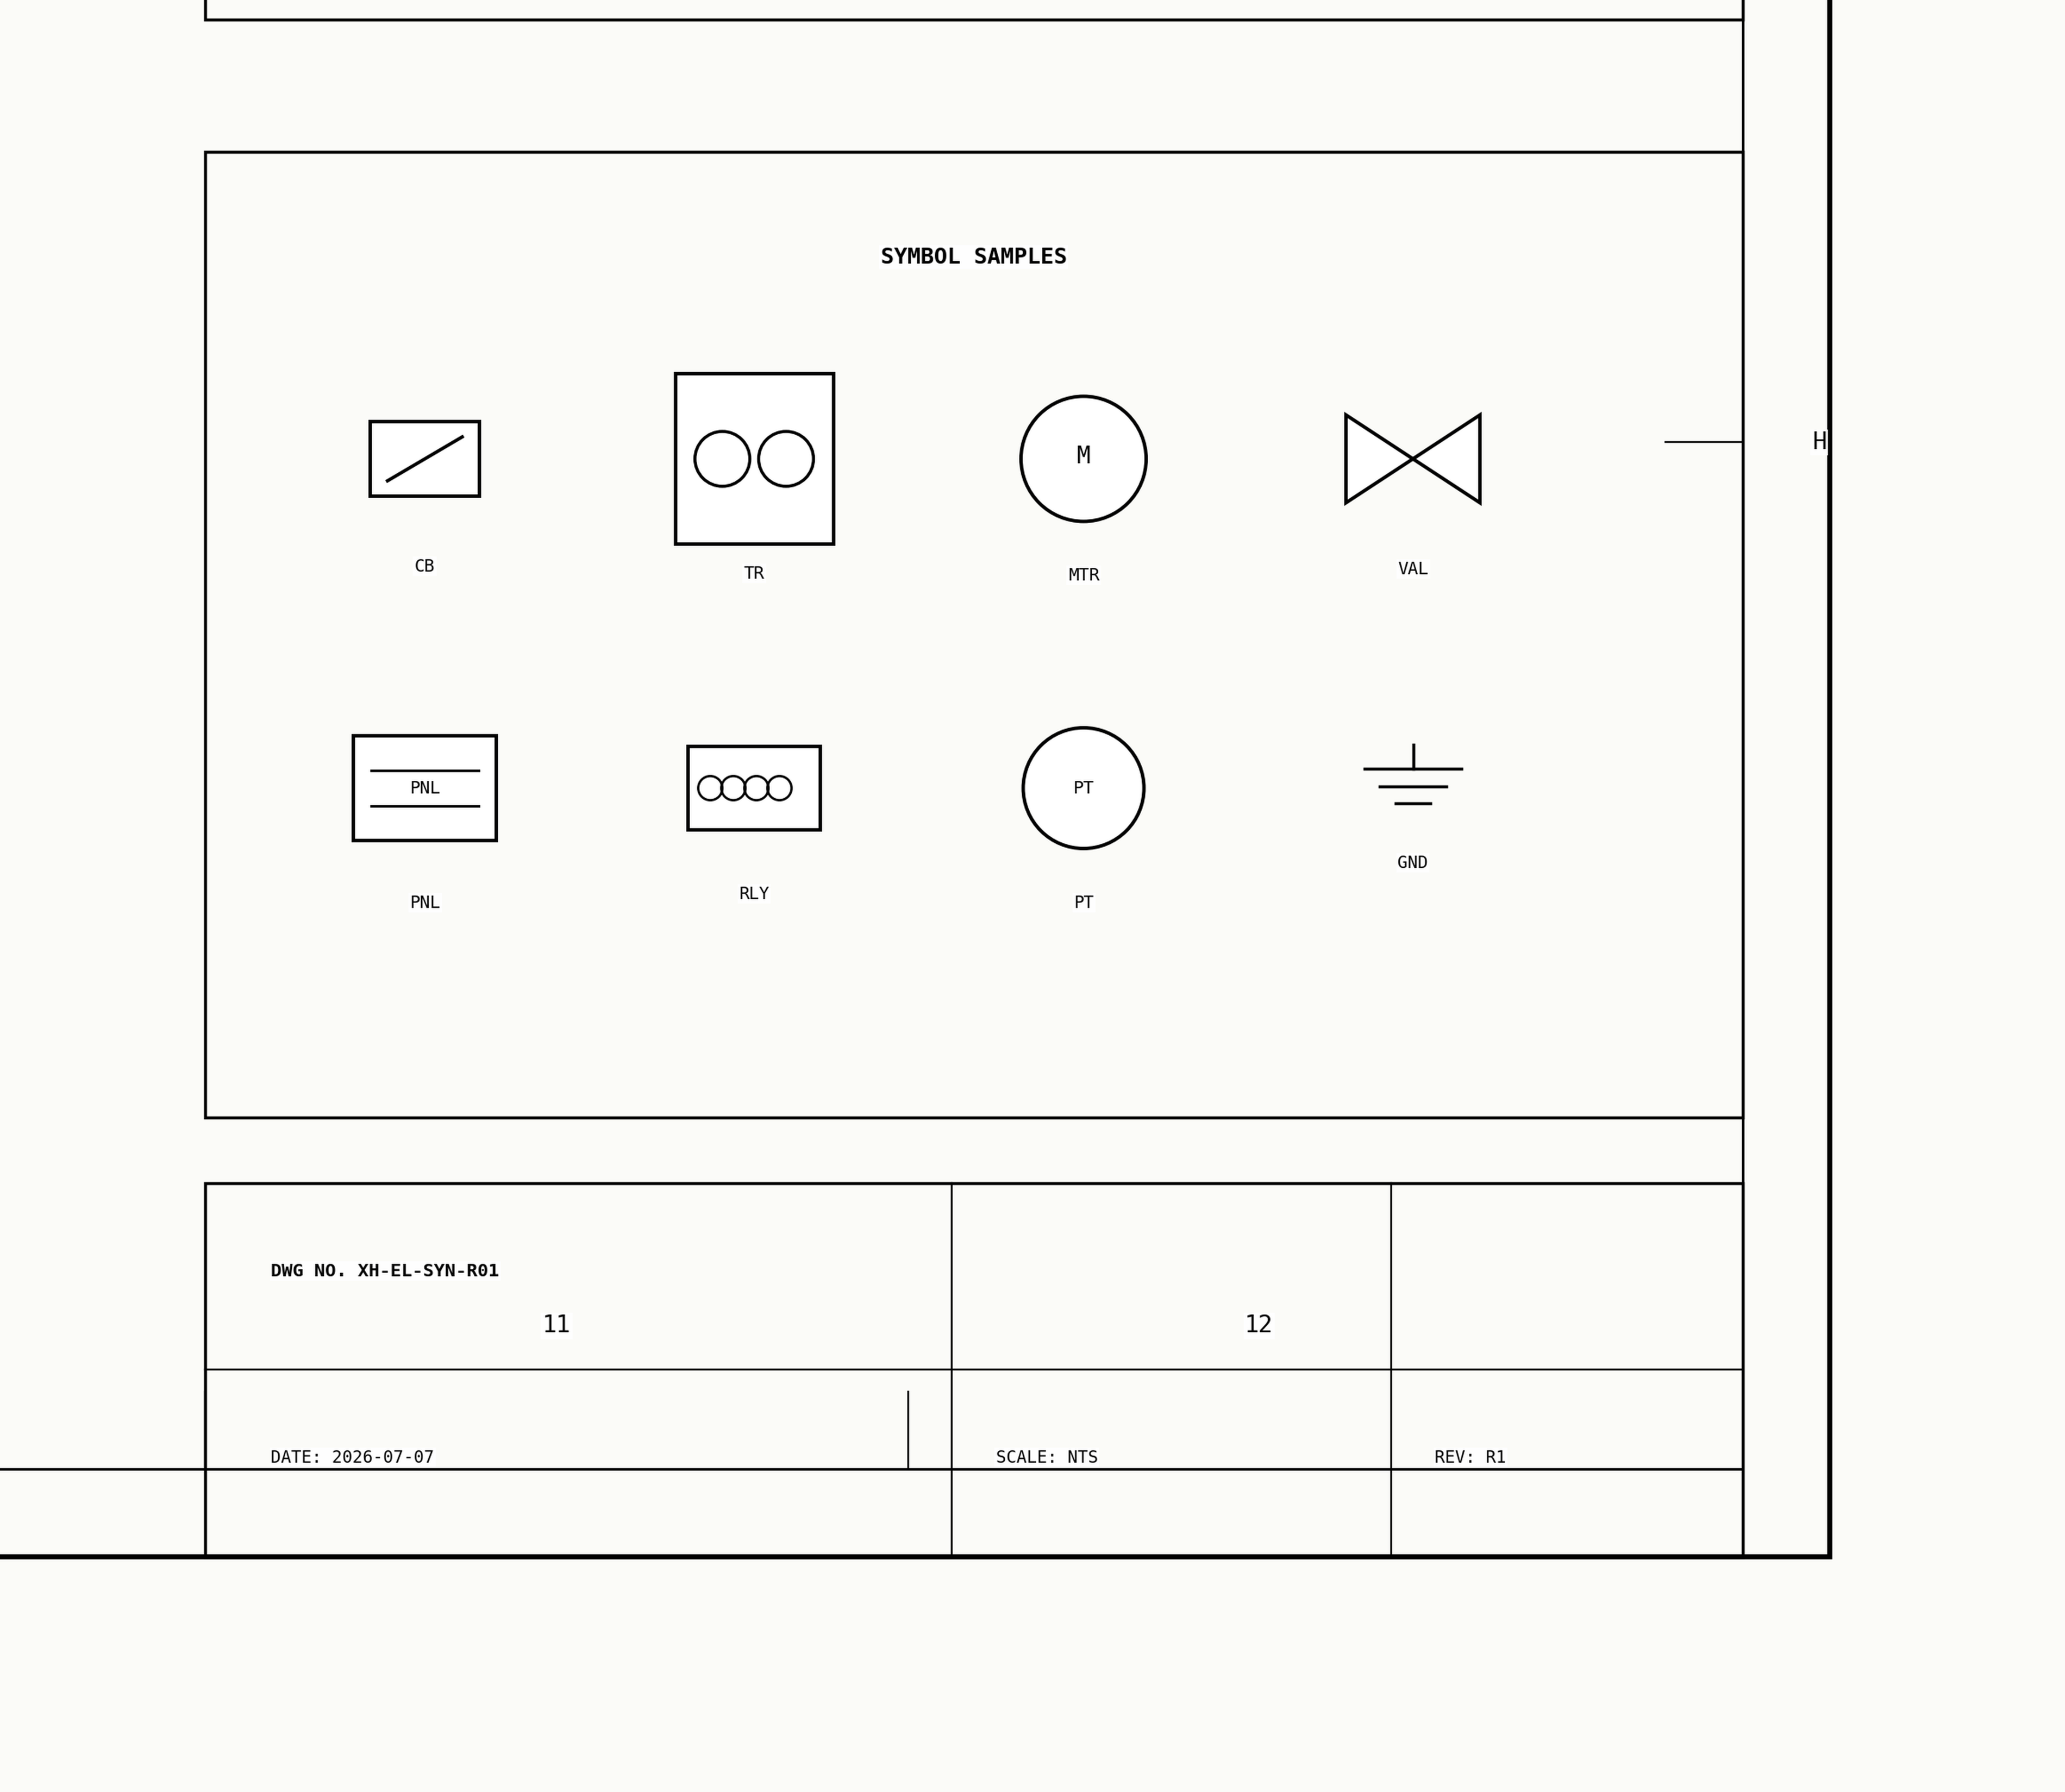 SYMBOL SAMPLES
M
H
CB
TR
MTR
VAL
PNL
PT
GND
PNL
RLY
PT
DWG NO. XH-EL-SYN-R01
11
12
DATE: 2026-07-07
SCALE: NTS
REV: R1